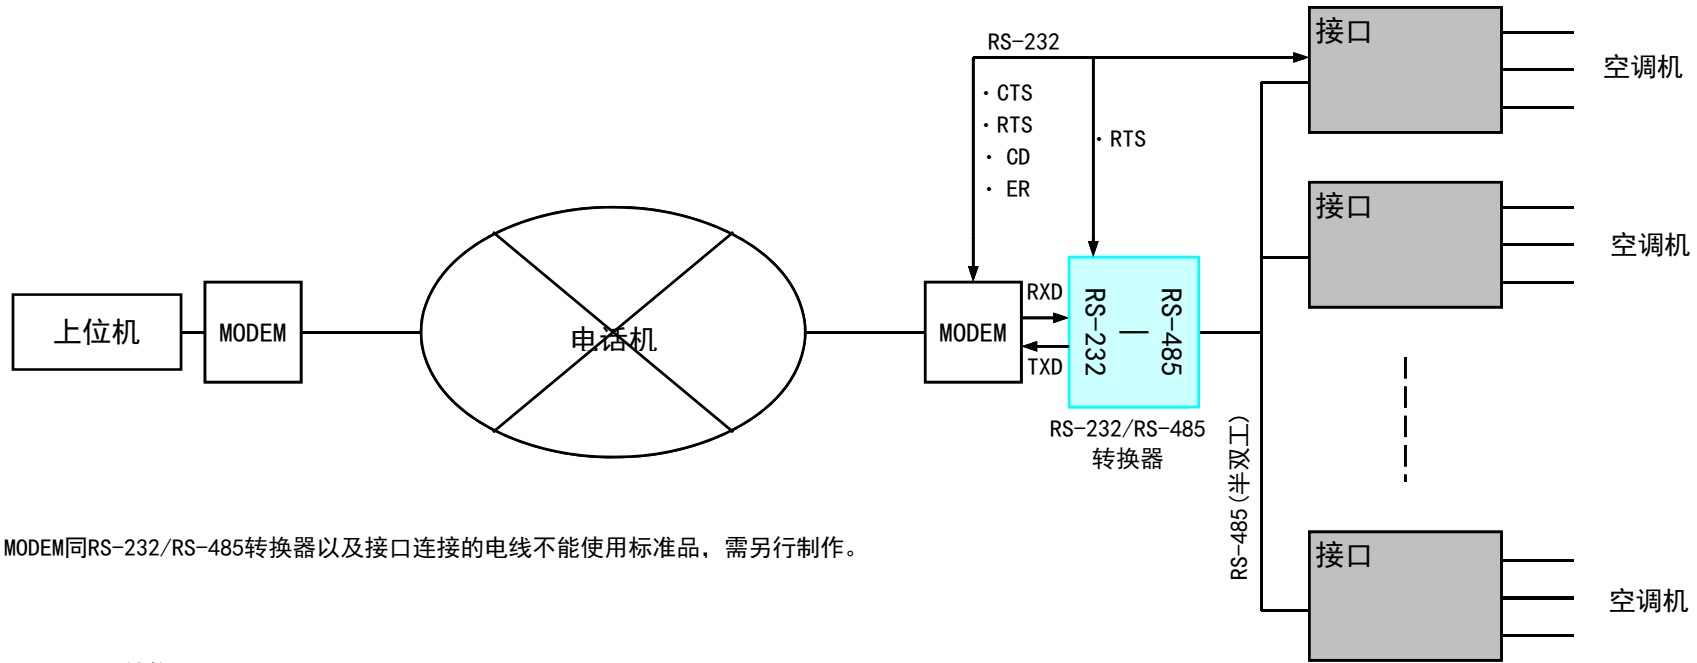 接口
空调机
RS-232
·CTS
·RTS
· CD
· ER
·RTS
接口
空调机
上位机
MODEM
电话机
MODEM
RXD
TXD
RS-232
—
RS-485
RS-232/RS-485
转换器
RS-485(半双工)
MODEM同RS-232/RS-485转换器以及接口连接的电线不能使用标准品，需另行制作。
接口
空调机